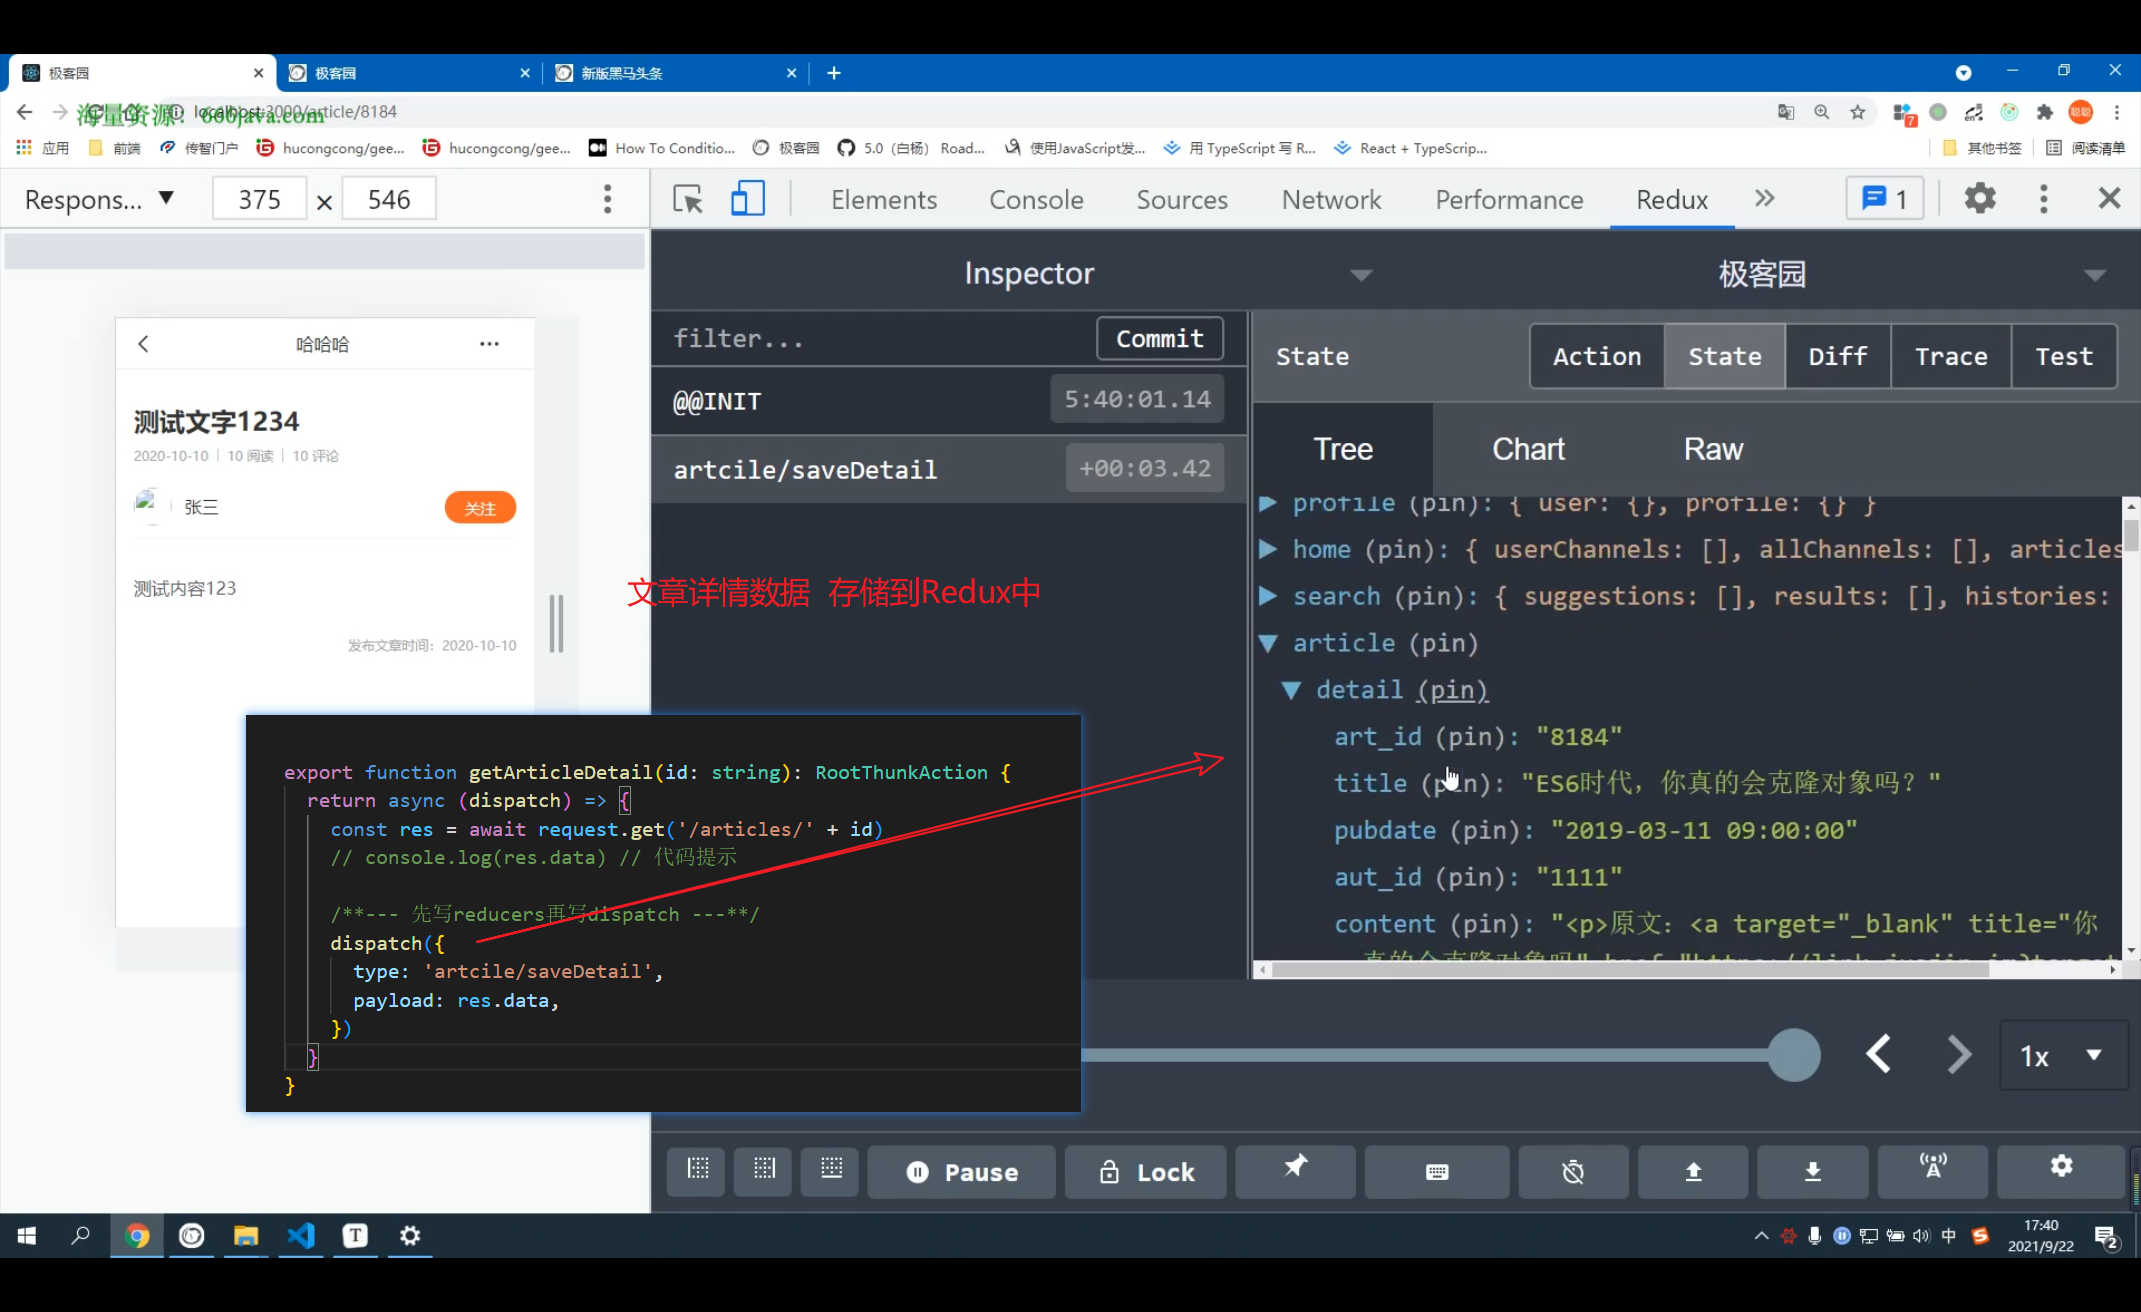 极客园
极客园
新版黑马头条
localhost:3000/article/8184
海量资源：666java.com
应用
前端
传智门户
hucongcong/gee...
hucongcong/gee...
How To Conditio...
极客园
5.0（白杨） Road...
使用JavaScript发...
用 TypeScript 写 R...
React + TypeScrip...
其他书签
阅读清单
Respons... ▼
375 × 546
Elements
Console
Sources
Network
Performance
Redux
1
Inspector
极客园
filter...
Commit
@@INIT
5:40:01.14
artcile/saveDetail
+00:03.42
State
Action
State
Diff
Trace
Test
Tree
Chart
Raw
profile (pin): { user: {}, profile: {} }
home (pin): { userChannels: [], allChannels: [], articles
search (pin): { suggestions: [], results: [], histories:
article (pin)
detail (pin)
art_id (pin): "8184"
title (pin): "ES6时代，你真的会克隆对象吗？"
pubdate (pin): "2019-03-11 09:00:00"
aut_id (pin): "1111"
content (pin): "<p>原文：<a target="_blank" title="你
哈哈哈
测试文字1234
2020-10-10 | 10 阅读 | 10 评论
张三
关注
测试内容123
发布文章时间：2020-10-10
文章详情数据 存储到Redux中
export function getArticleDetail(id: string): RootThunkAction {
return async (dispatch) => {
const res = await request.get('/articles/' + id)
// console.log(res.data) // 代码提示
/**--- 先写reducers再写dispatch ---**/
dispatch({
type: 'artcile/saveDetail',
payload: res.data,
})
}
}
1x
Pause
Lock
中
17:40
2021/9/22
2